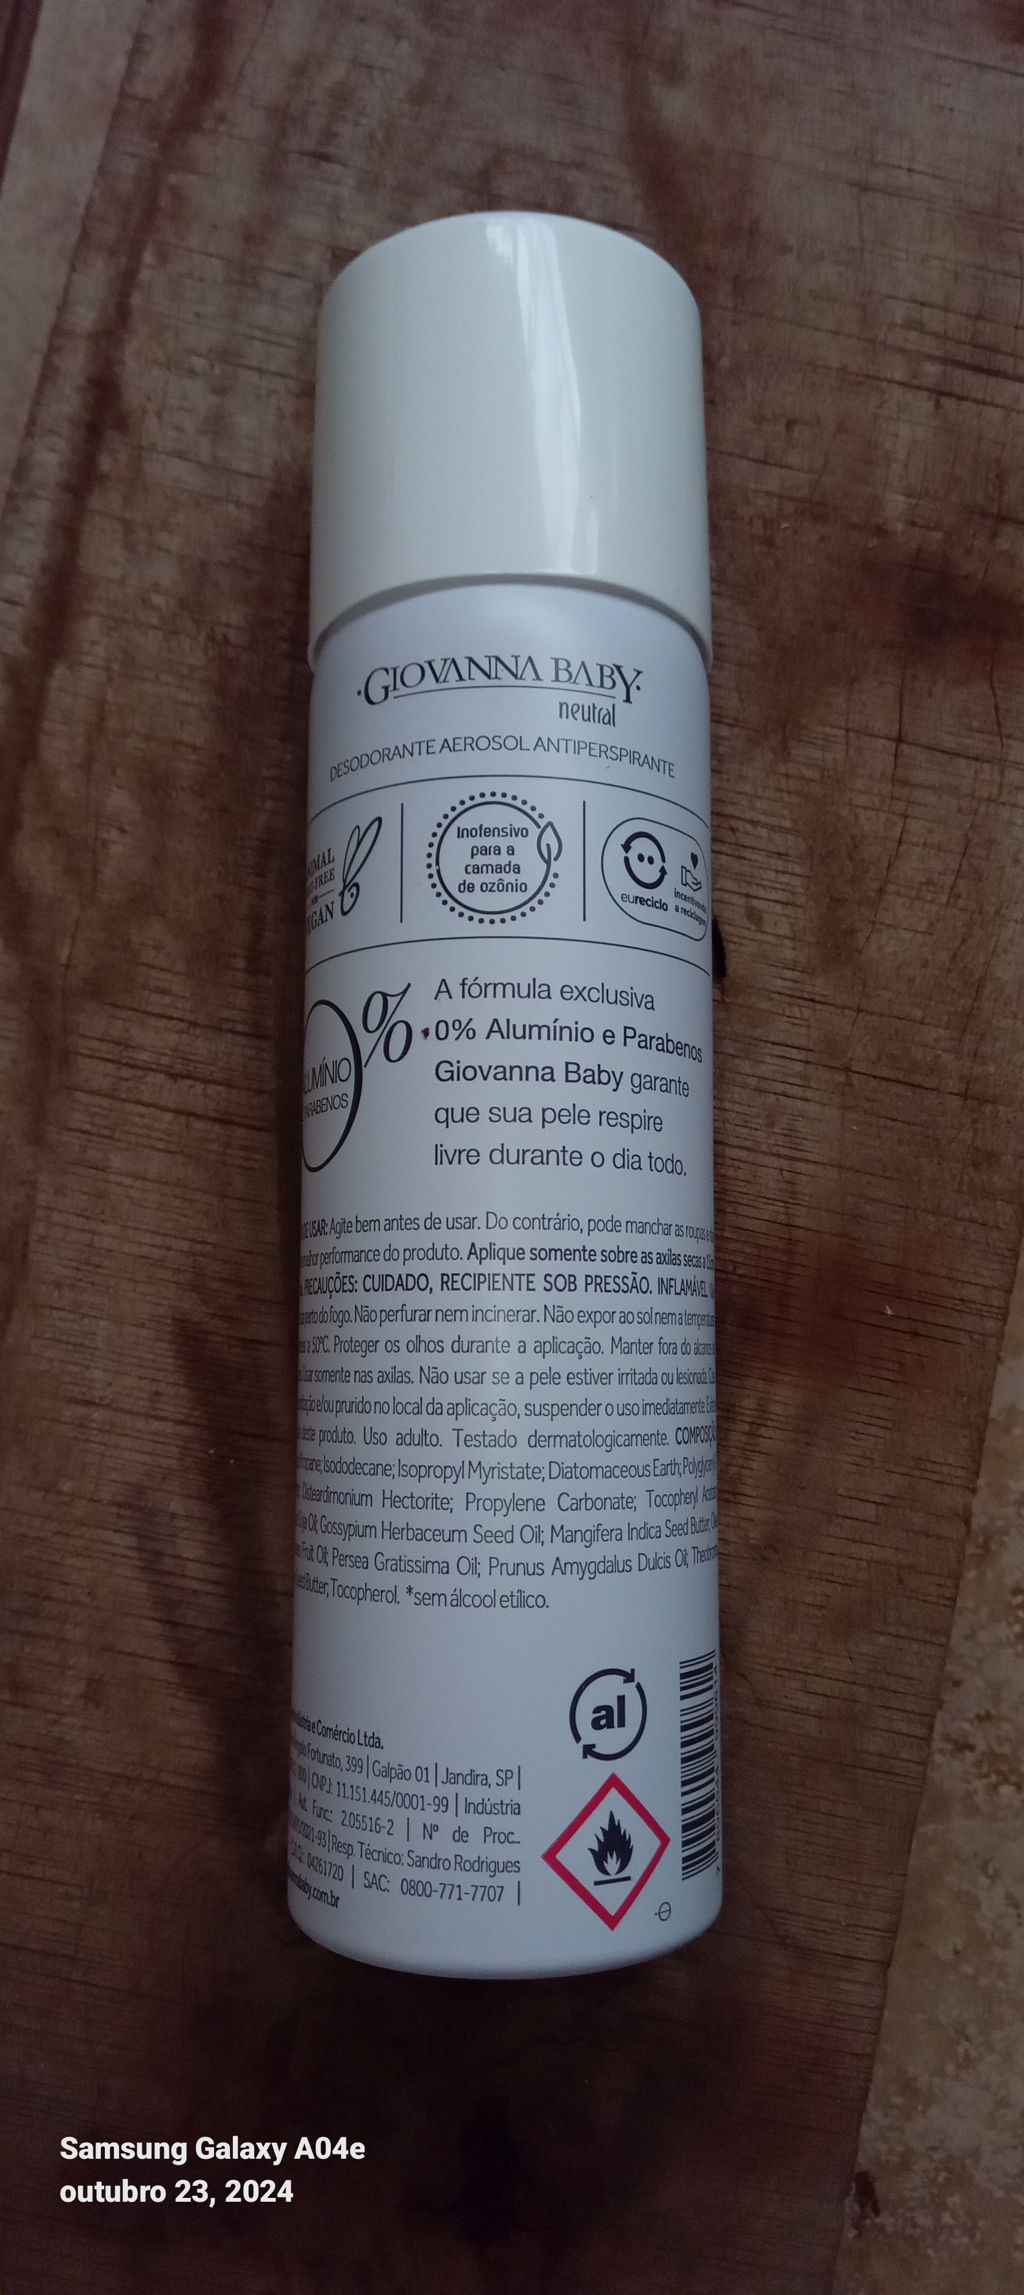 GIOVANNA BABY
neutral
DESODORANTE AEROSOL ANTIPERSPIRANTE
Inofensivo
para a
camada
de ozônio
eureciclo
incentivando
a reciclagem
%
A fórmula exclusiva
0% Alumínio e Parabenos
Giovanna Baby garante
que sua pele respire
livre durante o dia todo.
DE USAR: Agite bem antes de usar. Do contrário, pode manchar as roupas
melhor performance do produto. Aplique somente sobre as axilas secas a
PRECAUÇÕES: CUIDADO, RECIPIENTE SOB PRESSÃO. INFLAMÁVEL.
perto do fogo. Não perfurar nem incinerar. Não expor ao sol nem a
a 50°C. Proteger os olhos durante a aplicação. Manter fora do
Usar somente nas axilas. Não usar se a pele estiver irritada ou lesionada.
e/ou prurido no local da aplicação, suspender o uso imediatamente.
deste produto. Uso adulto. Testado dermatologicamente.
Isododecane; Isopropyl Myristate; Diatomaceous Earth;
Disteardimonium Hectorite; Propylene Carbonate; Tocopheryl
Oil; Gossypium Herbaceum Seed Oil; Mangifera Indica Seed Butter;
Fruit Oil; Persea Gratissima Oil; Prunus Amygdalus Dulcis Oil;
Butter; Tocopherol. *sem álcool etílico.
e Comércio Ltda.
Fortunato, 399 | Galpão 01 | Jandira, SP |
CNPJ: 11.151.445/0001-99 | Indústria
Aut. Func.: 2.05516-2 | Nº de Proc..
Resp. Técnico: Sandro Rodrigues
04261720 | SAC: 0800-771-7707 |
al
Samsung Galaxy A04e
outubro 23, 2024